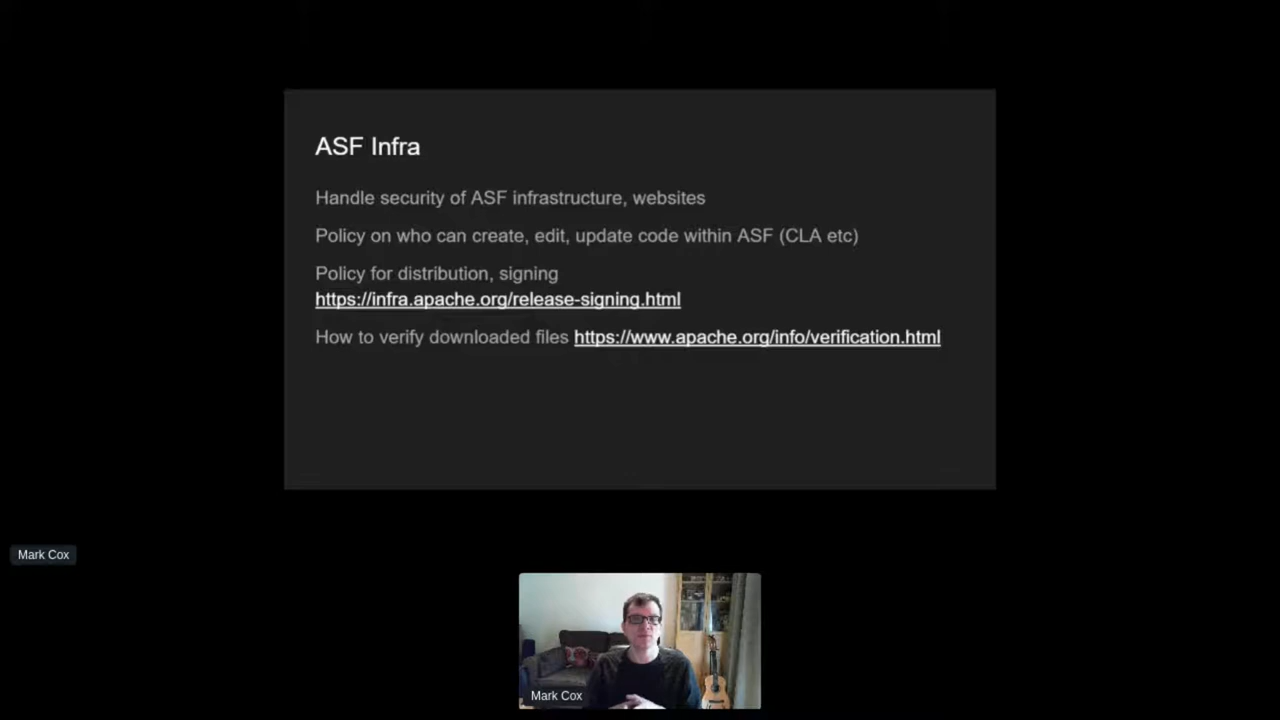 ASF Infra
Handle security of ASF infrastructure, websites
Policy on who can create, edit, update code within ASF (CLA etc)
Policy for distribution, signing
https://infra.apache.org/release-signing.html
How to verify downloaded files https://www.apache.org/info/verification.html
Mark Cox
Mark Cox